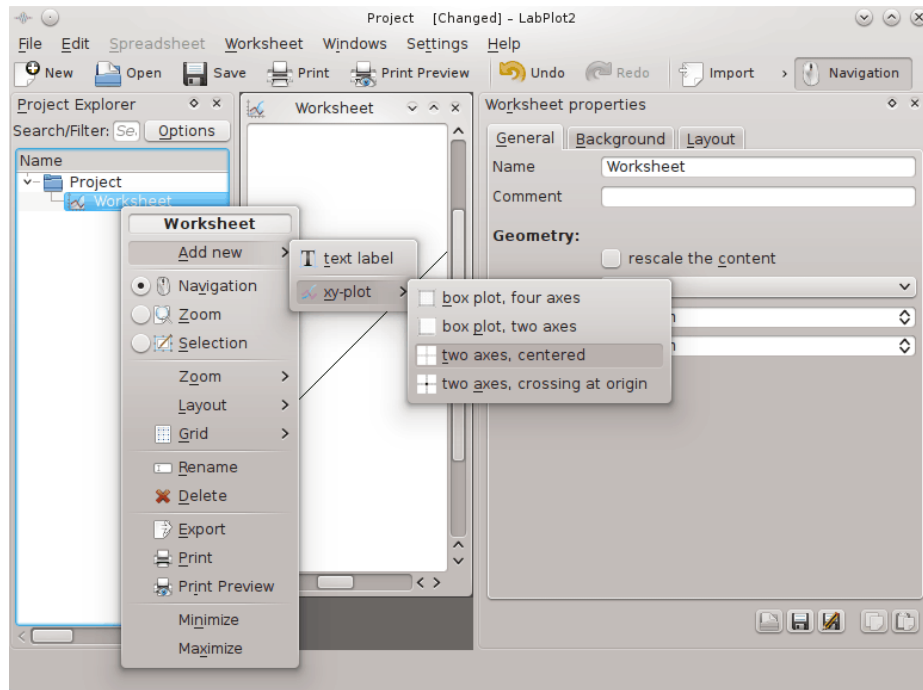 Project [Changed] - LabPlot2
File Edit Spreadsheet Worksheet Windows Settings Help
New Open Save Print Print Preview Undo Redo Import Navigation
Project Explorer
Search/Filter: Se. Options
Name
Project
Worksheet
Worksheet
Worksheet properties
General Background Layout
Name Worksheet
Comment
Geometry:
rescale the content
Worksheet
Add new
Navigation
Zoom
Selection
Zoom
Layout
Grid
Rename
Delete
Export
Print
Print Preview
Minimize
Maximize
text label
xy-plot
box plot, four axes
box plot, two axes
two axes, centered
two axes, crossing at origin